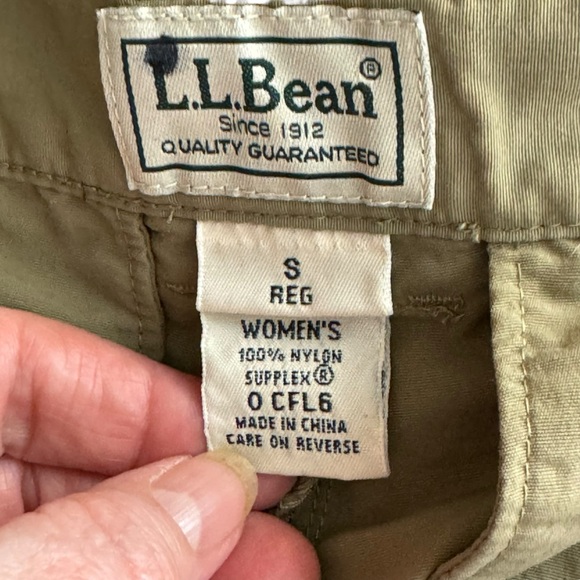 L.L.Bean®
Since 1912
QUALITY GUARANTEED
S
REG
WOMEN'S
100% NYLON
SUPPLEX®
0 CFL6
MADE IN CHINA
CARE ON REVERSE